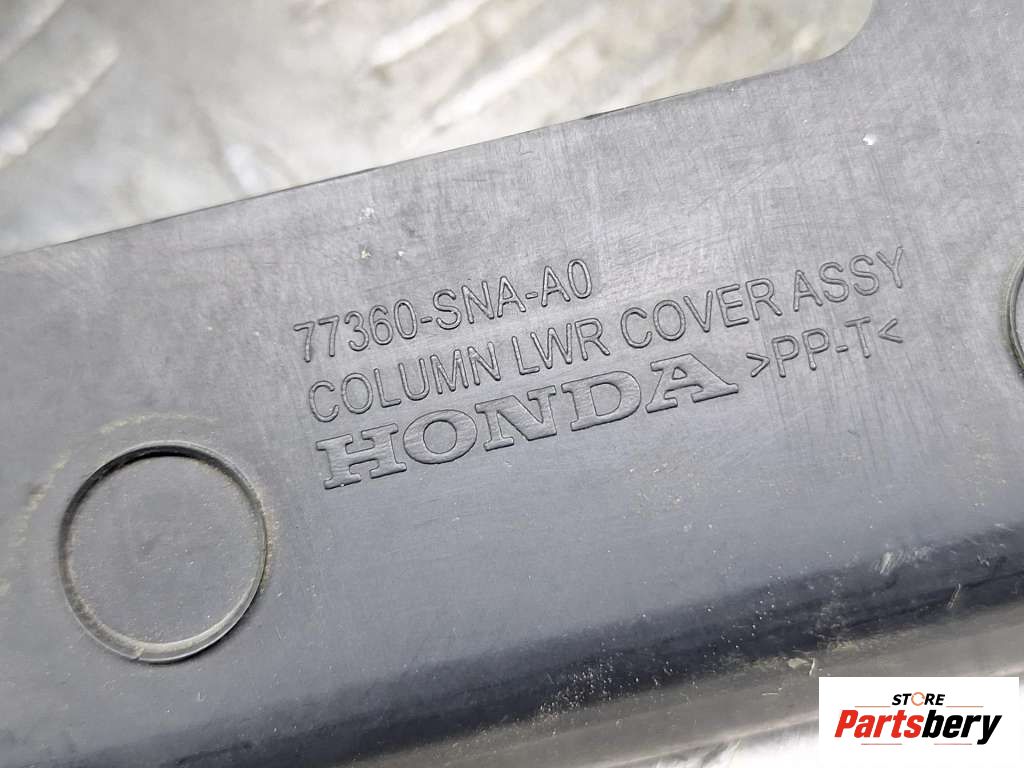 77360-SNA-A0
COLUMN LWR COVER ASSY
HONDA >PP-T<
STORE
Partsbery